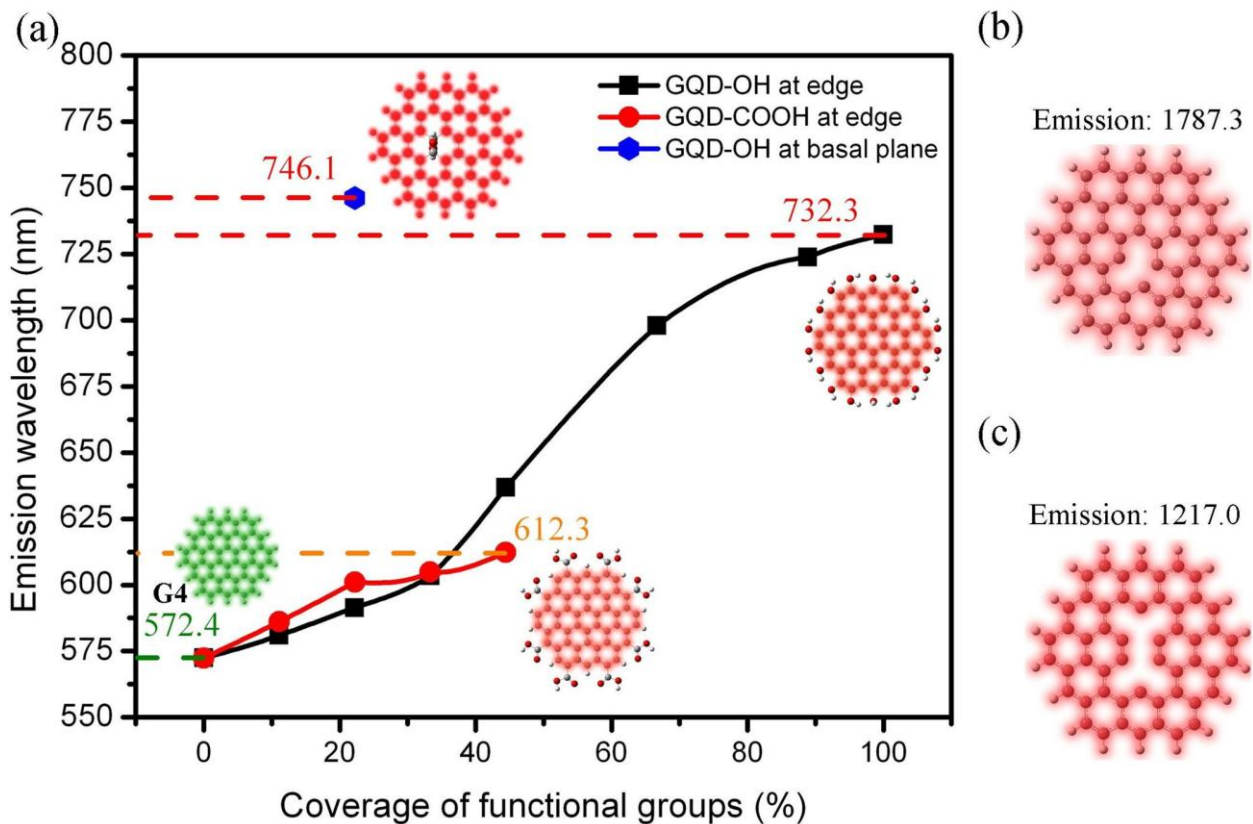 (a)
Emission wavelength (nm)
800
775
750
725
700
675
650
625
600
575
550
GQD-OH at edge
GQD-COOH at edge
GQD-OH at basal plane
746.1
732.3
612.3
G4
572.4
0
20
40
60
80
100
Coverage of functional groups (%)
(b)
Emission: 1787.3
(c)
Emission: 1217.0